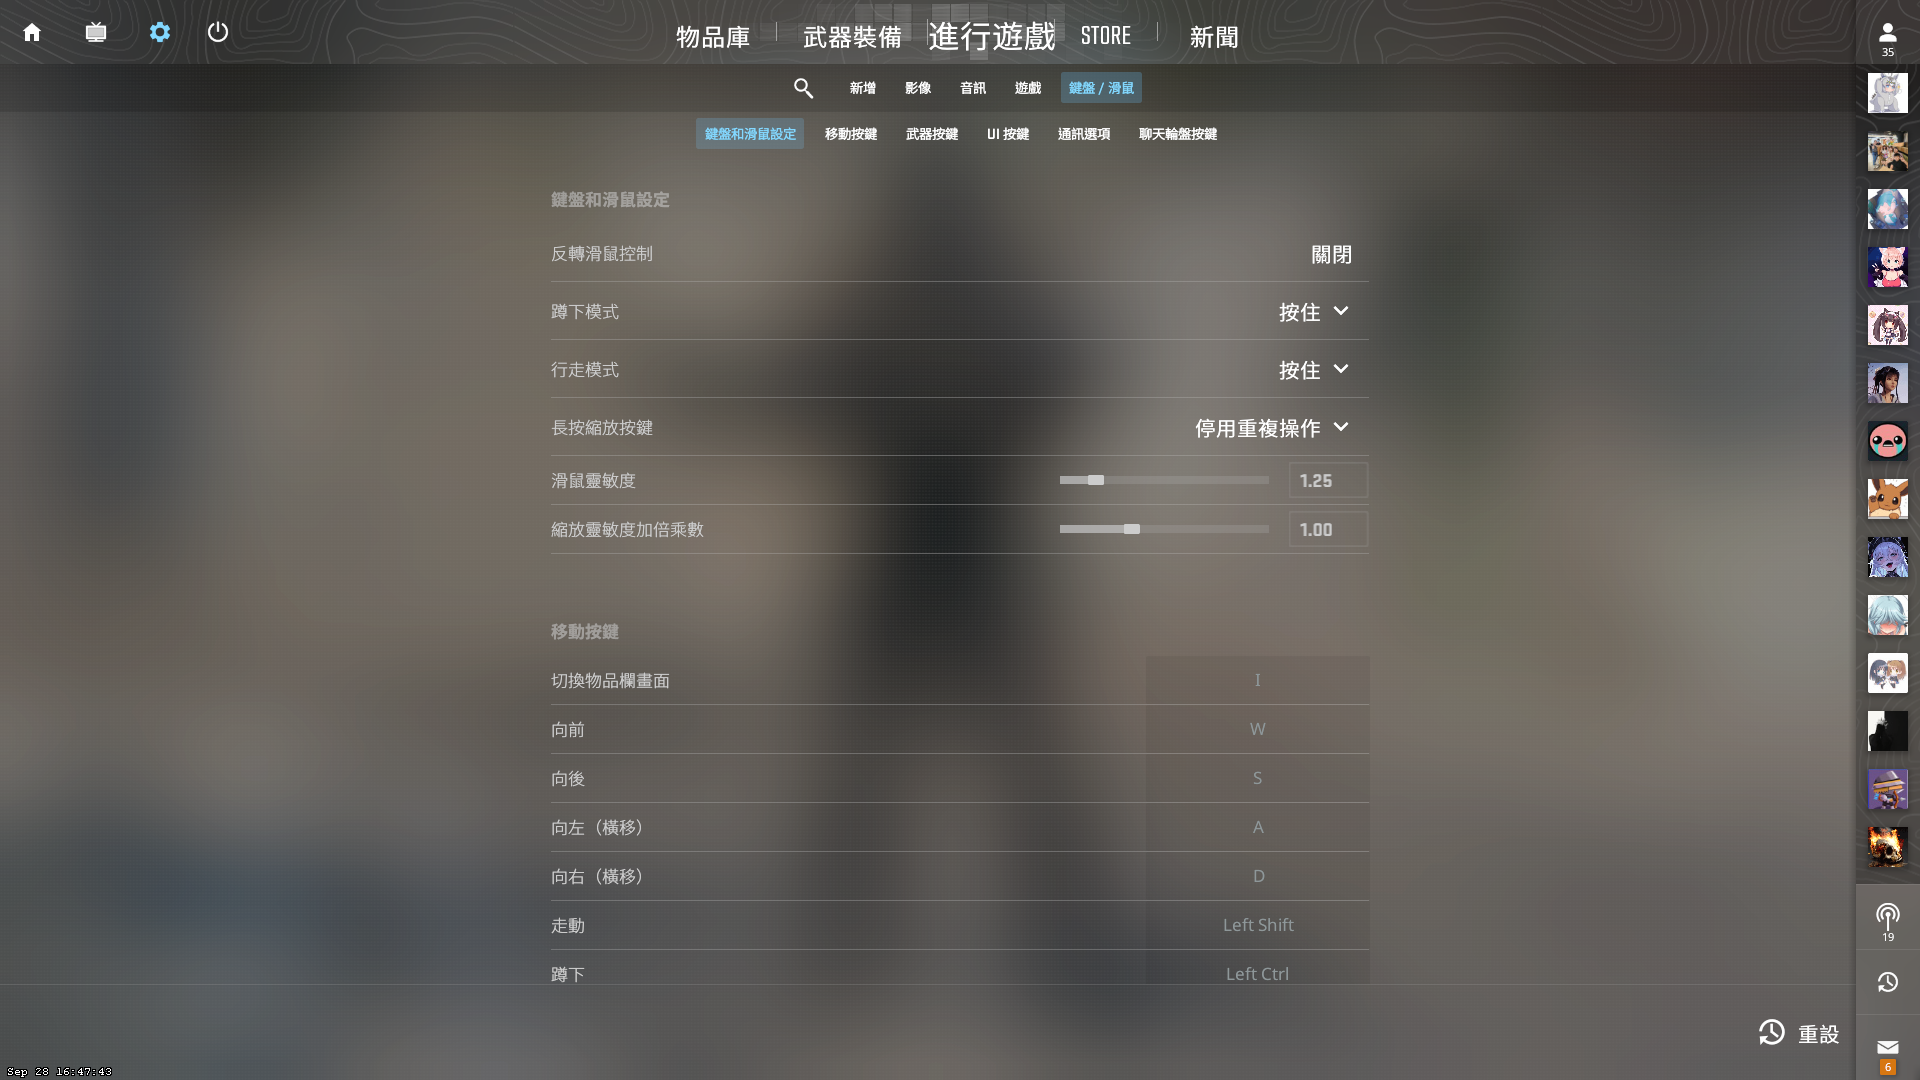 物品庫
武器裝備
進行遊戲
STORE
新聞
35
新增
影像
音訊
遊戲
鍵盤 / 滑鼠
鍵盤和滑鼠設定
移動按鍵
武器按鍵
UI 按鍵
通訊選項
聊天輪盤按鍵
鍵盤和滑鼠設定
反轉滑鼠控制
關閉
蹲下模式
按住
行走模式
按住
長按縮放按鍵
停用重複操作
滑鼠靈敏度
1.25
縮放靈敏度加倍乘數
1.00
移動按鍵
切換物品欄畫面
I
向前
W
向後
S
向左（橫移）
A
向右（橫移）
D
走動
Left Shift
蹲下
Left Ctrl
19
重設
6
Sep 28 16:47:43